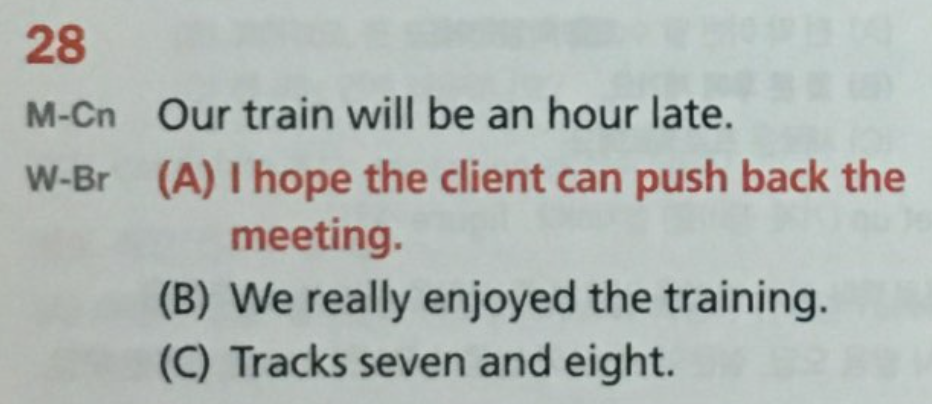 28
M-Cn Our train will be an hour late.
W-Br (A) I hope the client can push back the
meeting.
(B) We really enjoyed the training.
(C) Tracks seven and eight.